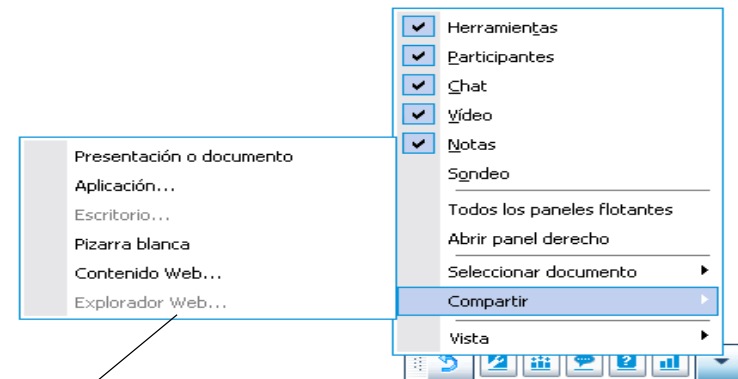 Herramientas
Participantes
Chat
Vídeo
Notas
Sondeo
Todos los paneles flotantes
Abrir panel derecho
Seleccionar documento
Compartir
Vista
Presentación o documento
Aplicación...
Escritorio...
Pizarra blanca
Contenido Web...
Explorador Web...